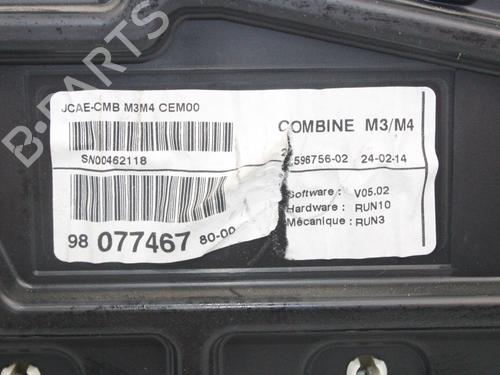 B-PARTS
JCAE-CMB M3M4 CEM00
SN00462118
98 077467 80-00
COMBINE M3/M4
596756-02 24-02-14
Software : V05.02
Hardware : RUN10
Mécanique : RUN3